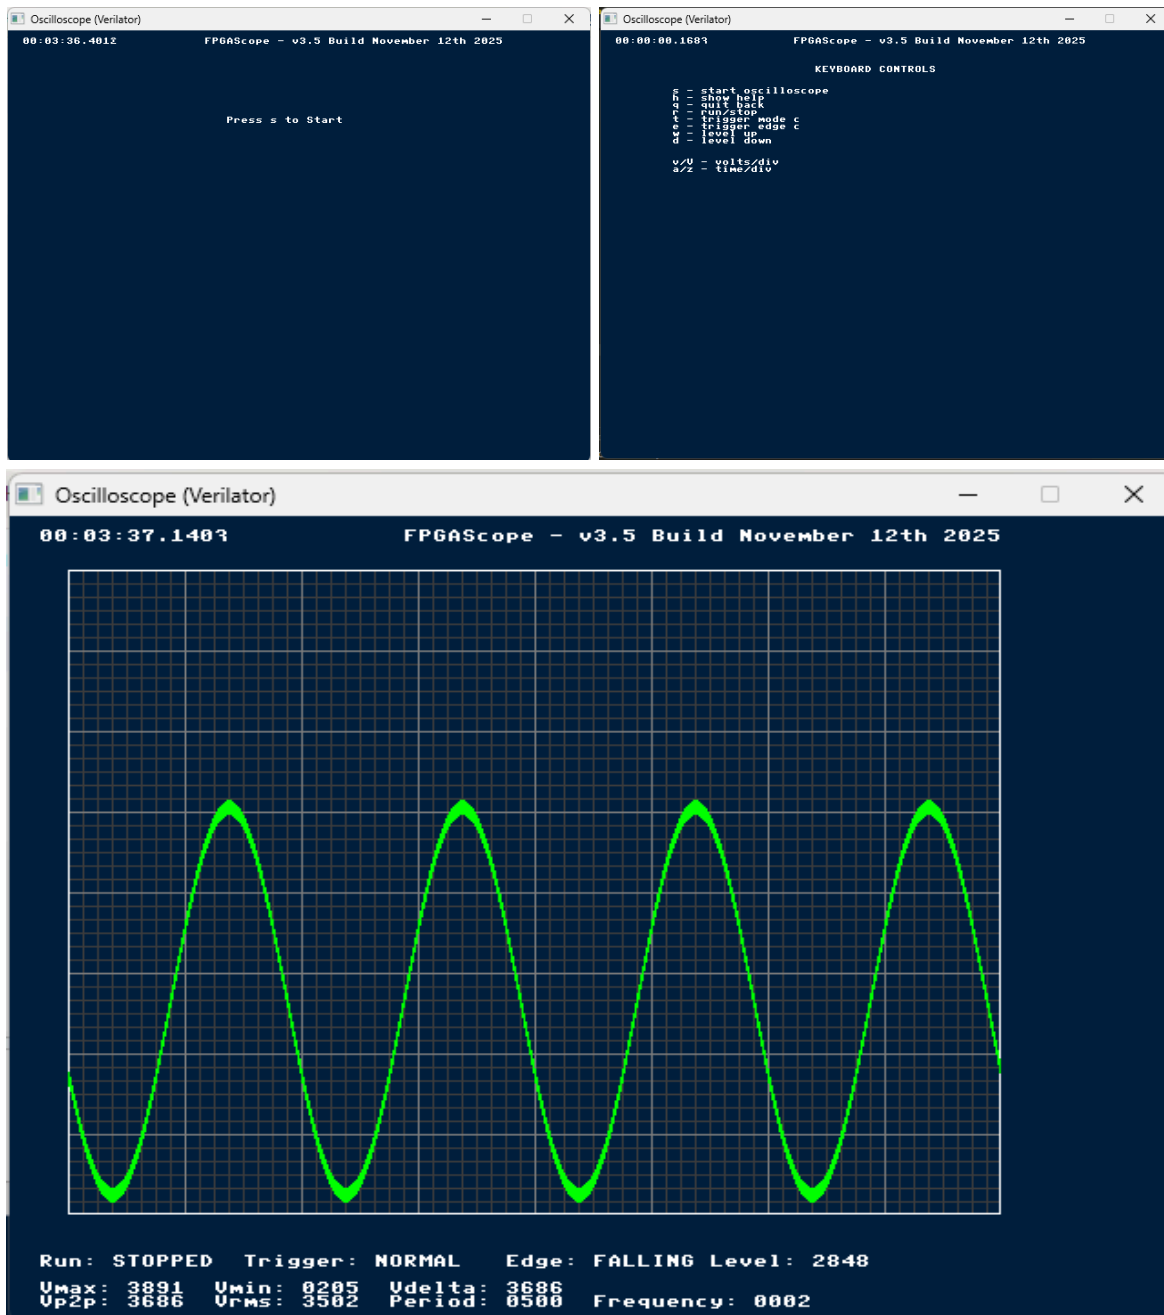 Oscilloscope (Verilator)
00:03:36.4012 FPGAScope - v3.5 Build November 12th 2025
Press s to Start
Oscilloscope (Verilator)
00:00:00.1683 FPGAScope - v3.5 Build November 12th 2025
KEYBOARD CONTROLS
s - start oscilloscope
h - show help
q - quit back
r - run/stop
t - trigger mode c
e - trigger edge c
w - level up
d - level down
v/V - volts/div
a/z - time/div
Oscilloscope (Verilator)
00:03:37.1403 FPGAScope - v3.5 Build November 12th 2025
Run: STOPPED Trigger: NORMAL Edge: FALLING Level: 2848
Vmax: 3891 Vmin: 0205 Vdelta: 3686
Vp2p: 3686 Vrms: 3502 Period: 0500 Frequency: 0002